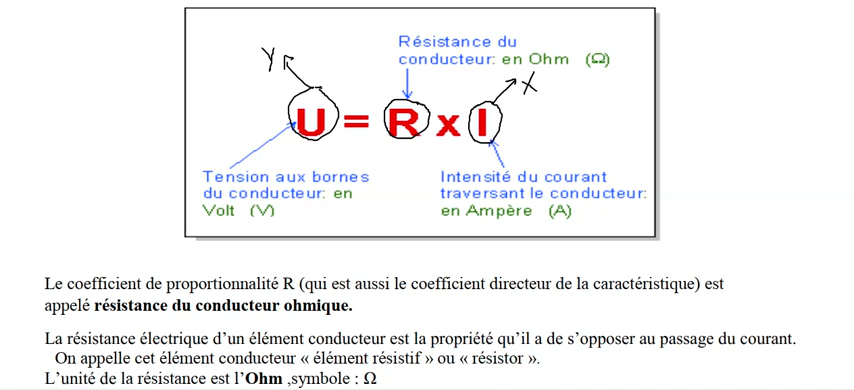 Résistance du
conducteur: en Ohm (Ω)
Y
X
U = R x I
Tension aux bornes
du conducteur: en
Volt (V)
Intensité du courant
traversant le conducteur:
en Ampère (A)
Le coefficient de proportionnalité R (qui est aussi le coefficient directeur de la caractéristique) est
appelé résistance du conducteur ohmique.
La résistance électrique d’un élément conducteur est la propriété qu’il a de s’opposer au passage du courant.
On appelle cet élément conducteur « élément résistif » ou « résistor ».
L’unité de la résistance est l’Ohm ,symbole : Ω